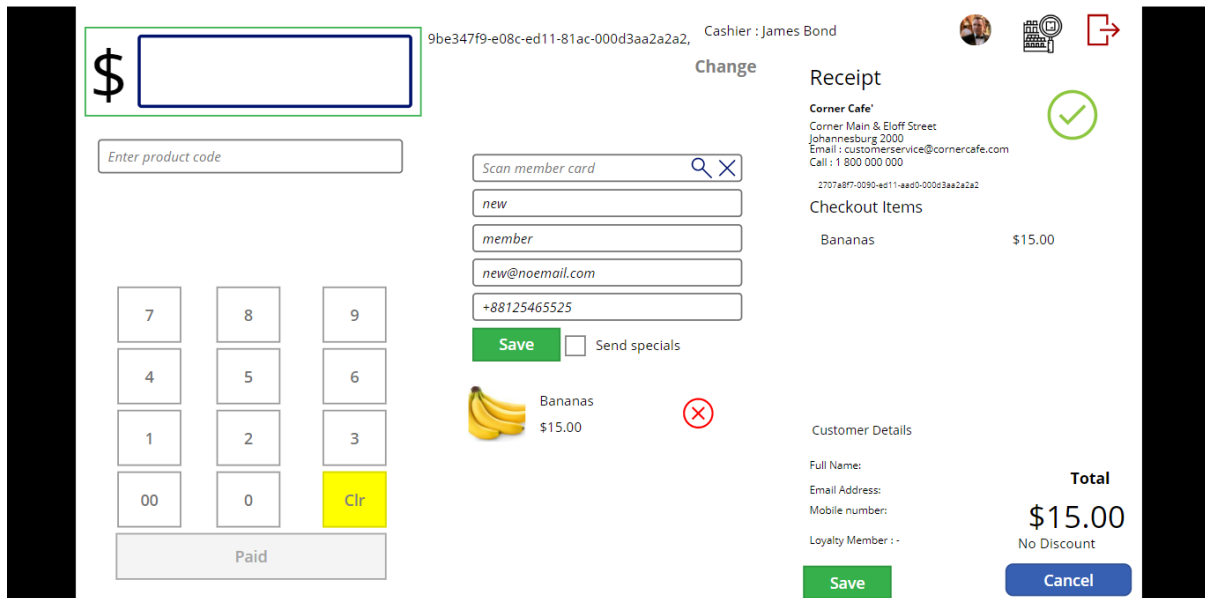 $
9be347f9-e08c-ed11-81ac-000d3aa2a2a2,
Cashier : James Bond
Change
Enter product code
7
8
9
4
5
6
1
2
3
00
0
Clr
Paid
Scan member card
new
member
new@noemail.com
+88125465525
Save
Send specials
Bananas
$15.00
Receipt
Corner Cafe'
Corner Main & Eloff Street
Johannesburg 2000
Email : customerservice@cornercafe.com
Call : 1 800 000 000
2707a8f7-0090-ed11-aad0-000d3aa2a2a2
Checkout Items
Bananas $15.00
Customer Details
Full Name:
Email Address:
Mobile number:
Loyalty Member : -
Save
Total
$15.00
No Discount
Cancel